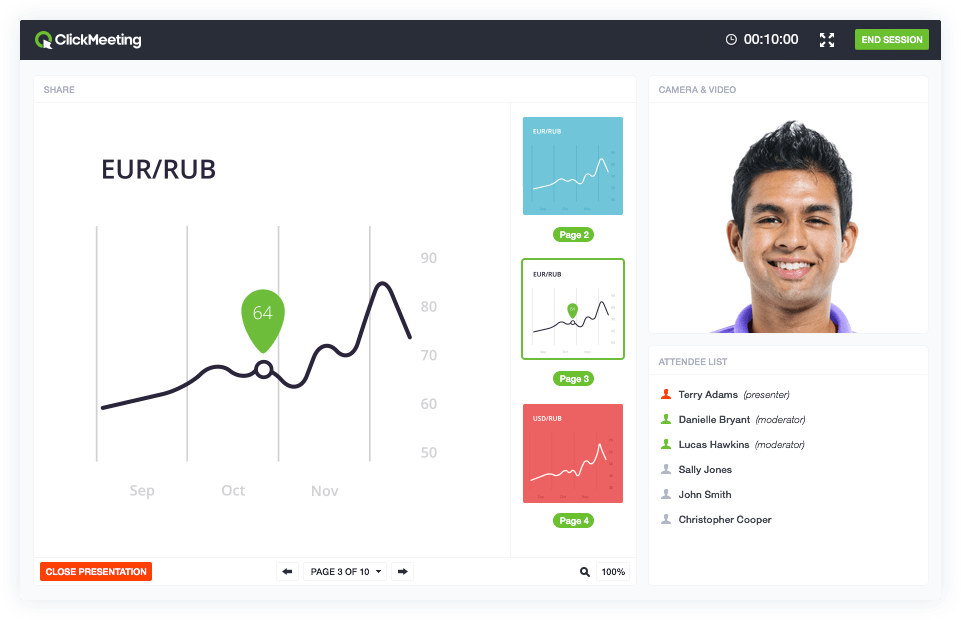 ClickMeeting
00:10:00
END SESSION
SHARE
EUR/RUB
90
80
70
60
50
64
Sep Oct Nov
EUR/RUB
Page 2
EUR/RUB
Page 3
USD/RUB
Page 4
CLOSE PRESENTATION
PAGE 3 OF 10
100%
CAMERA & VIDEO
ATTENDEE LIST
Terry Adams (presenter)
Danielle Bryant (moderator)
Lucas Hawkins (moderator)
Sally Jones
John Smith
Christopher Cooper